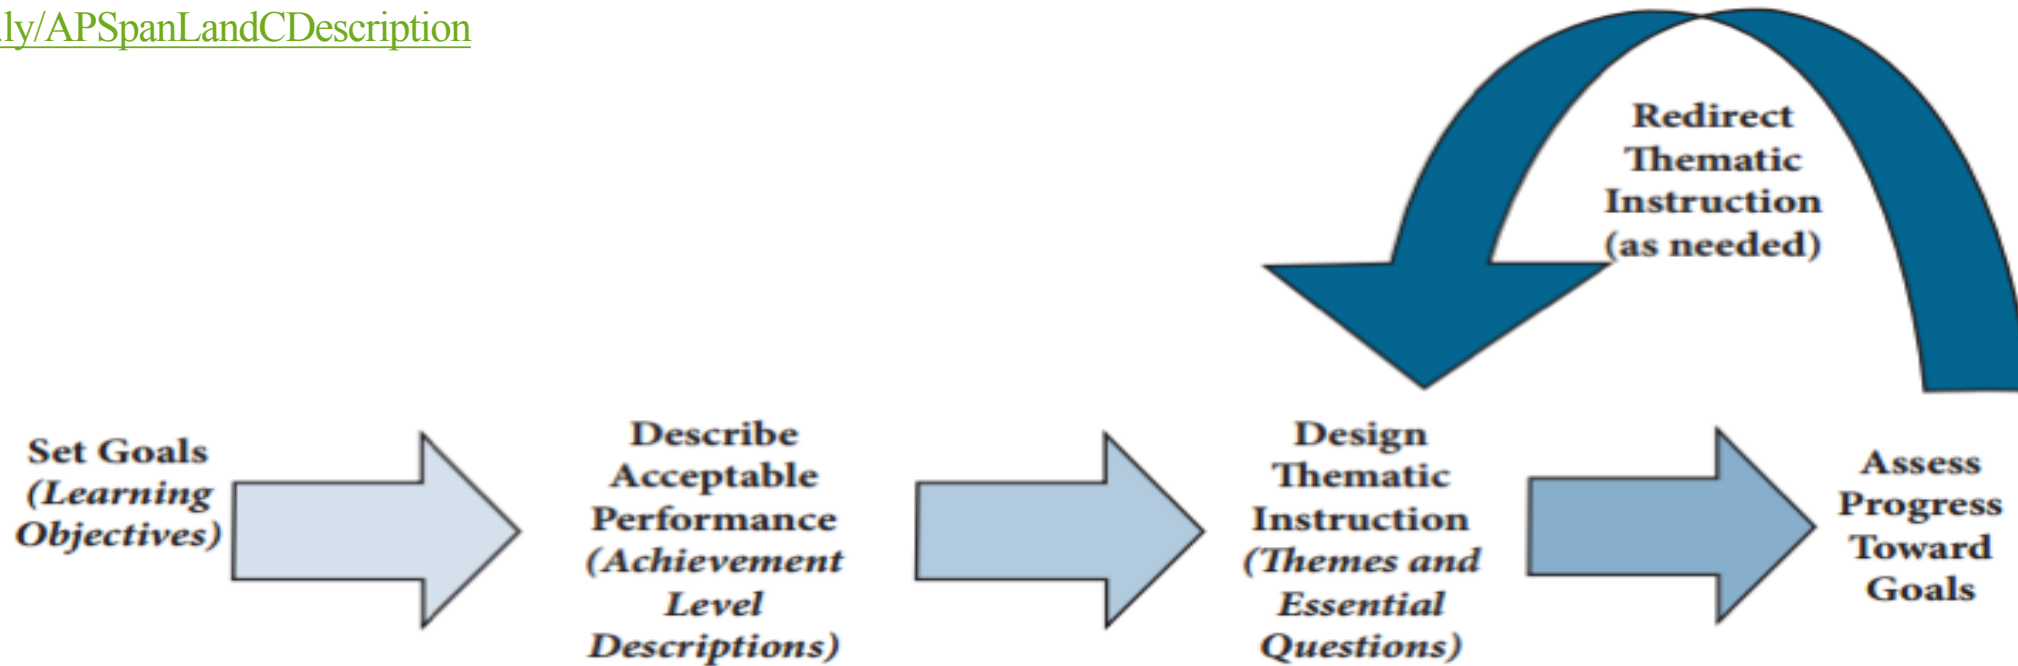 .ly/APSpanLandCDescription
Redirect
Thematic
Instruction
(as needed)
Set Goals
(Learning
Objectives)
Describe
Acceptable
Performance
(Achievement
Level
Descriptions)
Design
Thematic
Instruction
(Themes and
Essential
Questions)
Assess
Progress
Toward
Goals